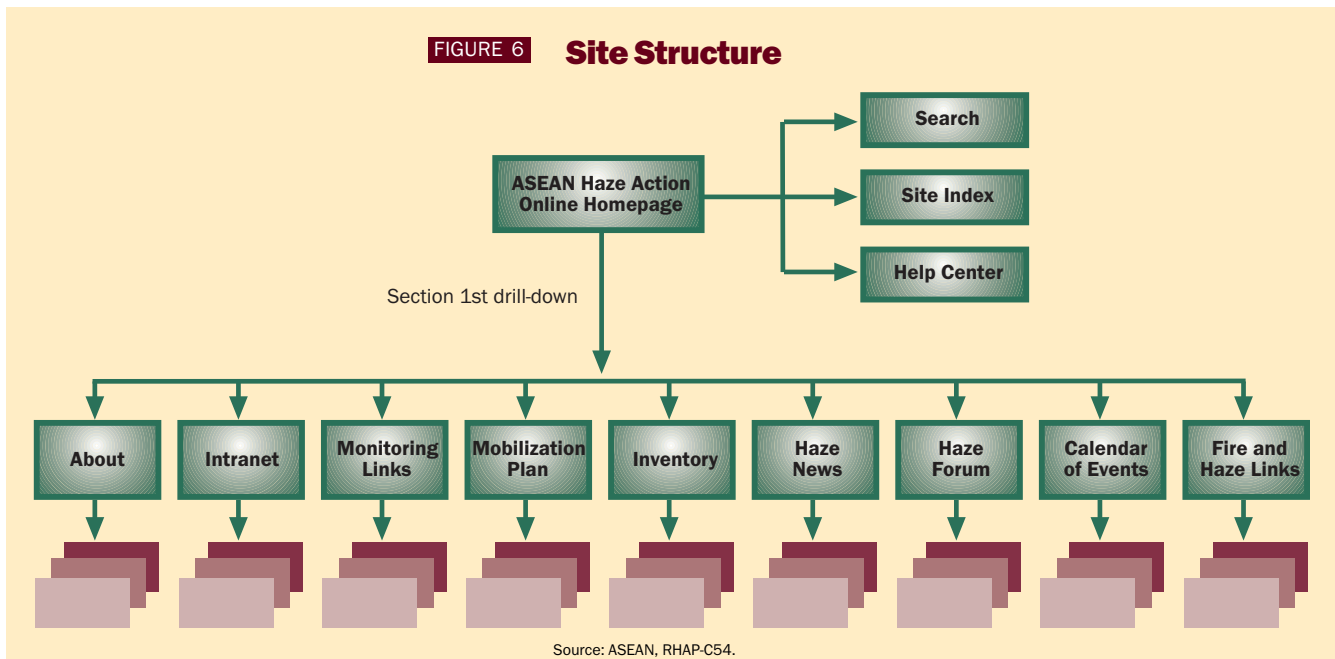 FIGURE 6
Site Structure
Search
ASEAN Haze Action
Online Homepage
Site Index
Help Center
Section 1st drill-down
About
Intranet
Monitoring
Links
Mobilization
Plan
Inventory
Haze
News
Haze
Forum
Calendar
of Events
Fire and
Haze Links
Source: ASEAN, RHAP-C54.